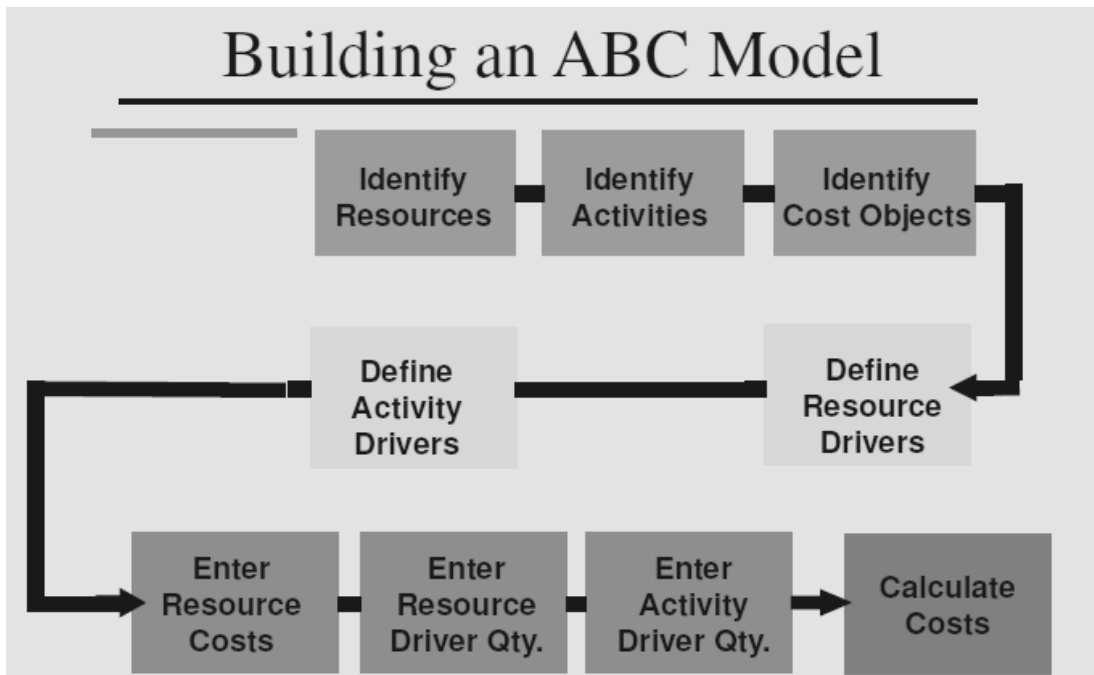 Building an ABC Model
Identify
Resources
Identify
Activities
Identify
Cost Objects
Define
Resource
Drivers
Define
Activity
Drivers
Enter
Resource
Costs
Enter
Resource
Driver Qty.
Enter
Activity
Driver Qty.
Calculate
Costs